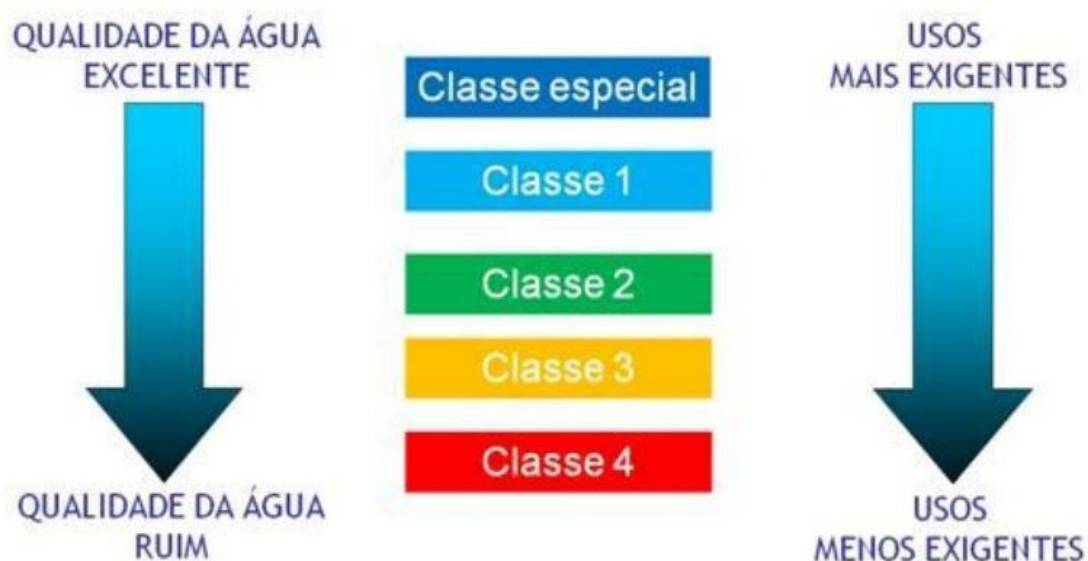 QUALIDADE DA ÁGUA
EXCELENTE
Classe especial
Classe 1
Classe 2
Classe 3
Classe 4
QUALIDADE DA ÁGUA
RUIM
USOS
MAIS EXIGENTES
USOS
MENOS EXIGENTES